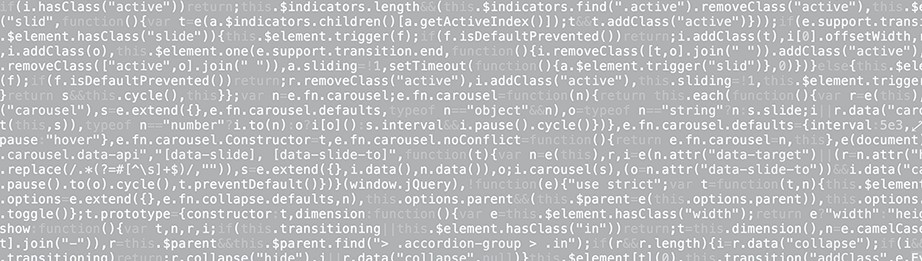 if(i.hasClass("active"))return;this.$indicators.length&&(this.$indicators.find(".active").removeClass("active"),this.$
("slid",function(){var t=e(a.$indicators.children()[a.getActiveIndex()]);t&&t.addClass("active")}));if(e.support.trans
.$element.hasClass("slide")){this.$element.trigger(f);if(f.isDefaultPrevented())return;i.addClass(t),i[0].offsetWidth,
,i.addClass(o),this.$element.one(e.support.transition.end,function(){i.removeClass([t,o].join(" ")).addClass("active")
.removeClass(["active",o].join(" ")),a.sliding=!1,setTimeout(function(){a.$element.trigger("slid")},0)})}else{this.$e
(f);if(f.isDefaultPrevented())return;r.removeClass("active"),i.addClass("active"),this.sliding=!1,this.$element.trigge
}return s&&this.cycle(),this}};var n=e.fn.carousel;e.fn.carousel=function(n){return this.each(function(){var r=e(this)
("carousel"),s=e.extend({},e.fn.carousel.defaults,typeof n=="object"&&n),o=typeof n=="string"?n:s.slide;i||r.data("car
t(this,s)),typeof n=="number"?i.to(n):o?i[o]():s.interval&&i.pause().cycle()})},e.fn.carousel.defaults={interval:5e3,
pause:"hover"},e.fn.carousel.Constructor=t,e.fn.carousel.noConflict=function(){return e.fn.carousel=n,this},e(document
.carousel.data-api","[data-slide], [data-slide-to]",function(t){var n=e(this),r,i=e(n.attr("data-target")||(r=n.attr("h
.replace(/.*(?=#[^\s]+$)/,"")),s=e.extend({},i.data(),n.data()),o;i.carousel(s),(o=n.attr("data-slide-to"))&&i.data("c
.pause().to(o).cycle(),t.preventDefault()})}(window.jQuery),!function(e){"use strict";var t=function(t,n){this.$elemen
.options=e.extend({},e.fn.collapse.defaults,n),this.options.parent&&(this.$parent=e(this.options.parent)),this.options
.toggle()};t.prototype={constructor:t,dimension:function(){var e=this.$element.hasClass("width");return e?"width":"hei
show:function(){var t,n,r,i;if(this.transitioning||this.$element.hasClass("in"))return;t=this.dimension(),n=e.camelCas
t].join("-")),r=this.$parent&&this.$parent.find("> .accordion-group > .in");if(r&&r.length){i=r.data("collapse");if(i
.transitioning)return;r.collapse("hide"),i||r.data("collapse",null)}this.$element[t](0),this.transition("addClass",e.